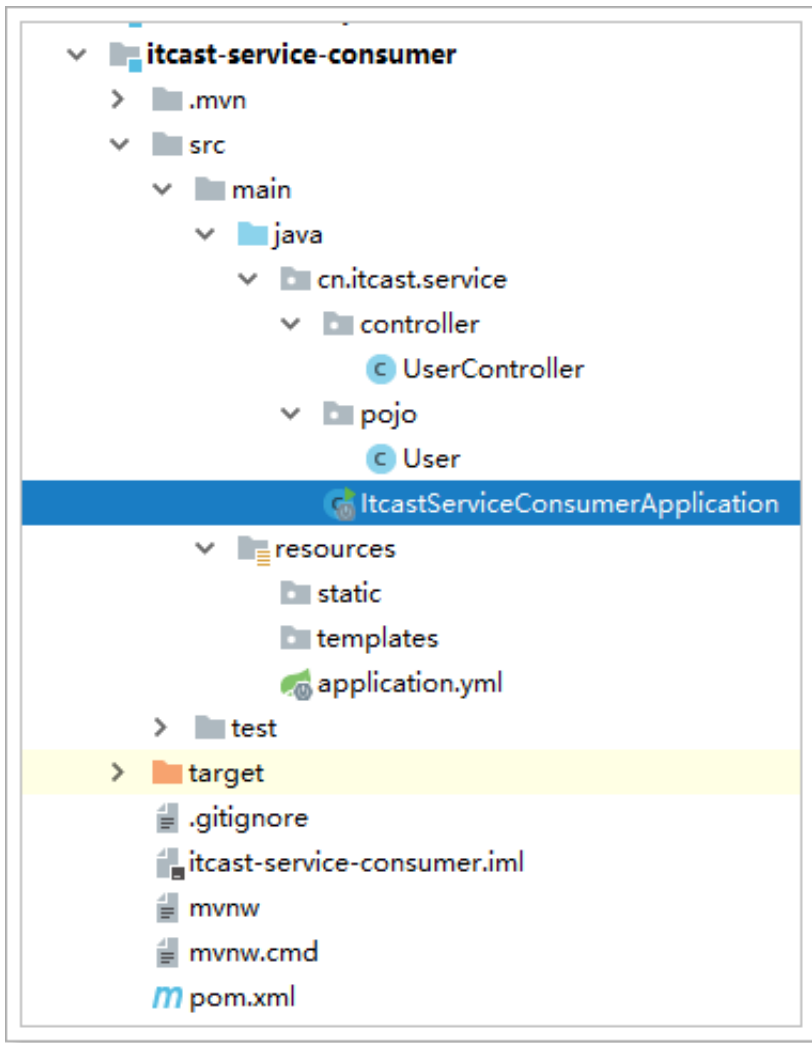 itcast-service-consumer
.mvn
src
main
java
cn.itcast.service
controller
UserController
pojo
User
ItcastServiceConsumerApplication
resources
static
templates
application.yml
test
target
.gitignore
itcast-service-consumer.iml
mvnw
mvnw.cmd
pom.xml